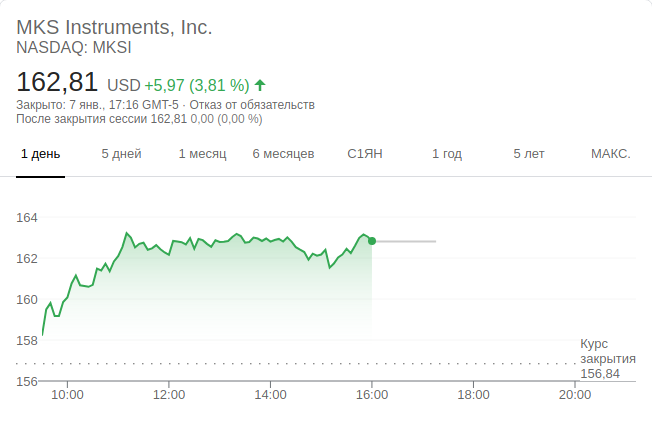 MKS Instruments, Inc.
NASDAQ: MKSI
162,81 USD +5,97 (3,81 %)
Закрыто: 7 янв., 17:16 GMT-5 · Отказ от обязательств
После закрытия сессии 162,81 0,00 (0,00 %)
1 день 5 дней 1 месяц 6 месяцев С1ЯН 1 год 5 лет МАКС.
164
162
160
158
Курс
закрытия
156,84
156
10:00 12:00 14:00 16:00 18:00 20:00